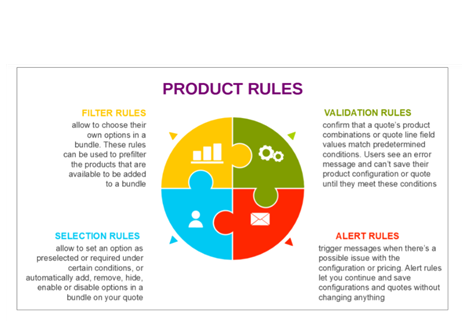 PRODUCT RULES
FILTER RULES
allow to choose their
own options in a
bundle. These rules
can be used to prefilter
the products that are
available to be added
to a bundle
VALIDATION RULES
confirm that a quote's product
combinations or quote line field
values match predetermined
conditions. Users see an error
message and can't save their
product configuration or quote
until they meet these conditions
SELECTION RULES
allow to set an option as
preselected or required under
certain conditions, or
automatically add, remove, hide,
enable or disable options in a
bundle on your quote
ALERT RULES
trigger messages when there's a
possible issue with the
configuration or pricing. Alert rules
let you continue and save
configurations and quotes without
changing anything